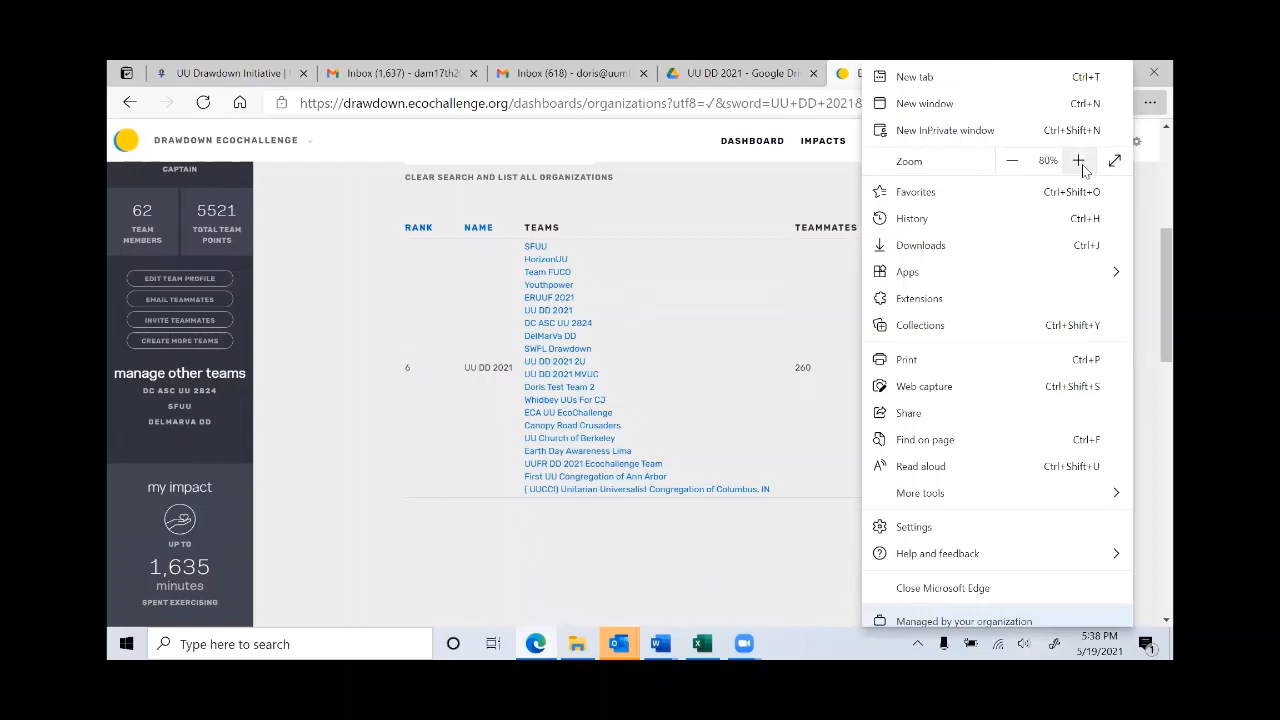 UU Drawdown Initiative |
Inbox (1,637) - dam17th2
Inbox (618) - doris@uum
UU DD 2021 - Google Dri
https://drawdown.ecochallenge.org/dashboards/organizations?utf8=✓&sword=UU+DD+2021&
DRAWDOWN ECOCHALLENGE
DASHBOARD
IMPACTS
CAPTAIN
62
TEAM
MEMBERS
5521
TOTAL TEAM
POINTS
EDIT TEAM PROFILE
EMAIL TEAMMATES
INVITE TEAMMATES
CREATE MORE TEAMS
manage other teams
DC ASC UU 2824
SFUU
DELMARVA DD
my impact
UP TO
1,635
minutes
SPENT EXERCISING
CLEAR SEARCH AND LIST ALL ORGANIZATIONS
RANK NAME TEAMS TEAMMATES
6 UU DD 2021
SFUU
HorizonUU
Team FUCD
Youthpower
ERUUF 2021
UU DD 2021
DC ASC UU 2824
DelMarVa DD
SWFL Drawdown
UU DD 2021 2U
UU DD 2021 MVUC
Doris Test Team 2
Whidbey UUs For CJ
ECA UU EcoChallenge
Canopy Road Crusaders
UU Church of Berkeley
Earth Day Awareness Lima
UUFR DD 2021 Ecochallenge Team
First UU Congregation of Ann Arbor
( UUCCI) Unitarian Universalist Congregation of Columbus, IN
260
New tab Ctrl+T
New window Ctrl+N
New InPrivate window Ctrl+Shift+N
Zoom — 80% +
Favorites Ctrl+Shift+O
History Ctrl+H
Downloads Ctrl+J
Apps
Extensions
Collections Ctrl+Shift+Y
Print Ctrl+P
Web capture Ctrl+Shift+S
Share
Find on page Ctrl+F
Read aloud Ctrl+Shift+U
More tools
Settings
Help and feedback
Close Microsoft Edge
Managed by your organization
Type here to search
5:38 PM
5/19/2021
1